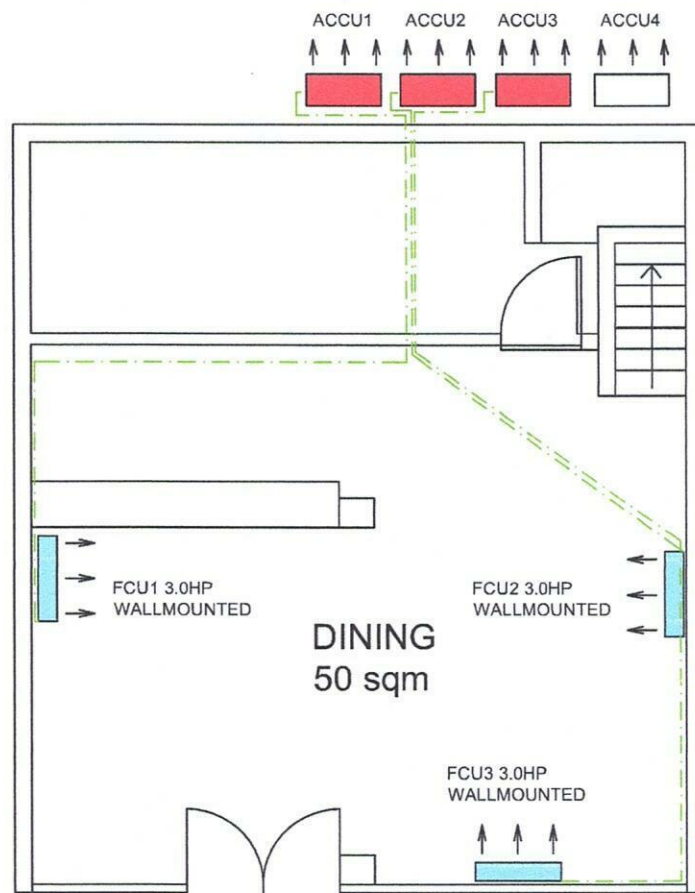 ACCU1
ACCU2
ACCU3
ACCU4
FCU1 3.0HP
WALLMOUNTED
FCU2 3.0HP
WALLMOUNTED
DINING
50 sqm
FCU3 3.0HP
WALLMOUNTED